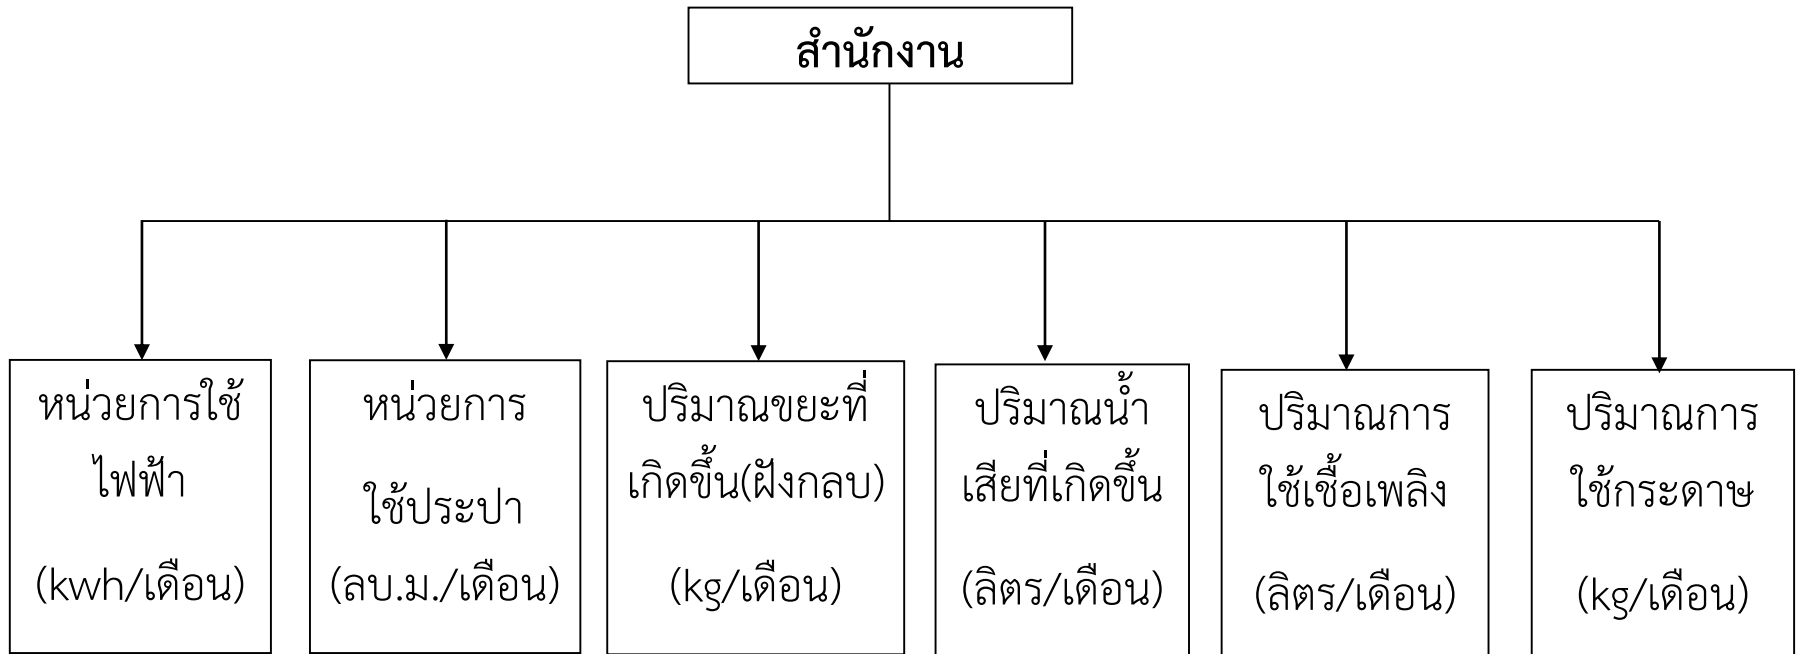 สำนักงาน
หน่วยการใช้
ไฟฟ้า
(kwh/เดือน)
หน่วยการ
ใช้ประปา
(ลบ.ม./เดือน)
ปริมาณขยะที่
เกิดขึ้น(ฝังกลบ)
(kg/เดือน)
ปริมาณน้ำ
เสียที่เกิดขึ้น
(ลิตร/เดือน)
ปริมาณการ
ใช้เชื้อเพลิง
(ลิตร/เดือน)
ปริมาณการ
ใช้กระดาษ
(kg/เดือน)